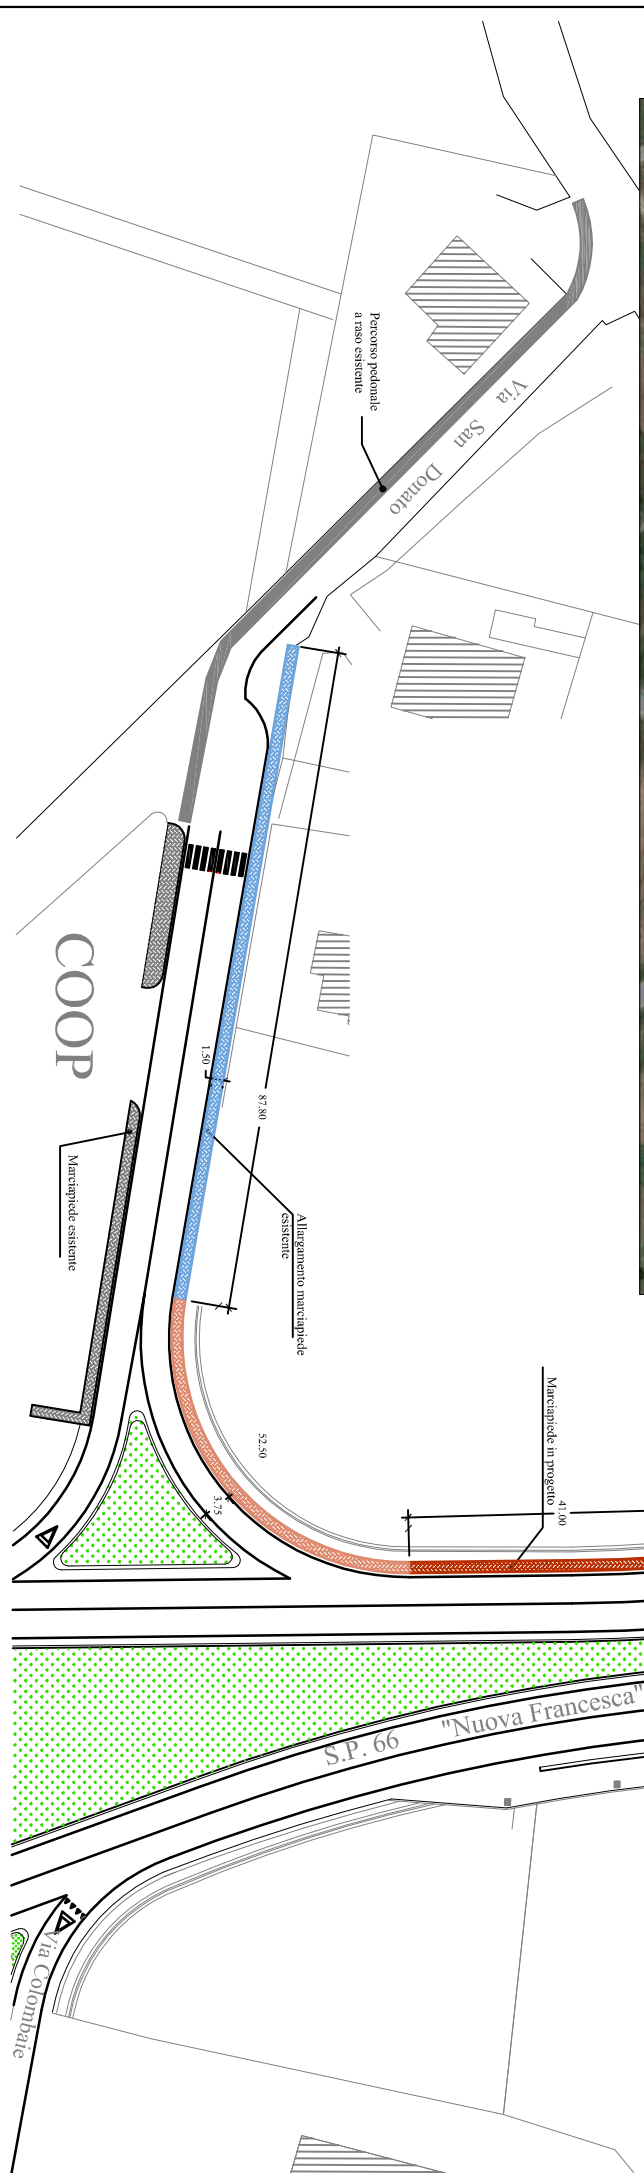 Percorso pedonale
a raso esistente
Via San Donato
COOP
1.50
87.80
Marciapiede esistente
Allargamento marciapiede
esistente
52.50
3.75
Marciapiede in progetto
41.00
S.P. 66 "Nuova Francesca"
Via Colombaie